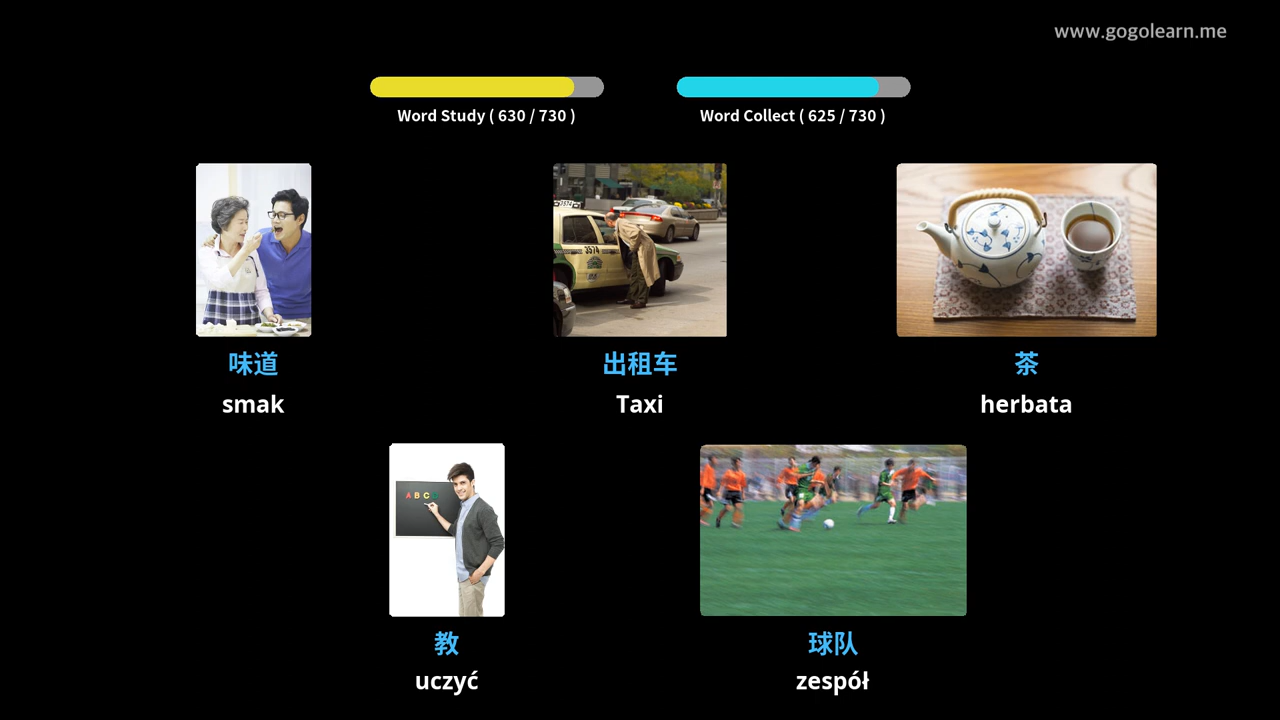 www.gogolearn.me
Word Study ( 630 / 730 )
Word Collect ( 625 / 730 )
3574
A B C D
味道
smak
出租车
Taxi
茶
herbata
教
uczyć
球队
zespół